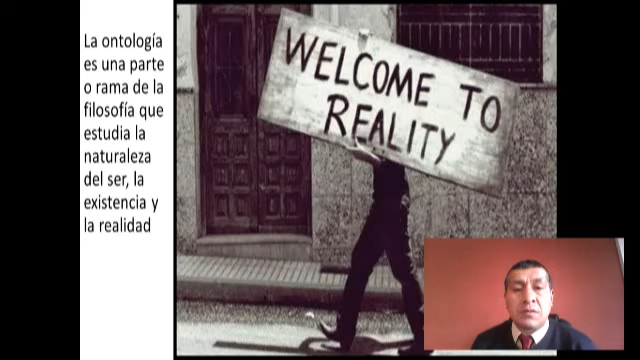 La ontología
es una parte
o rama de la
filosofía que
estudia la
naturaleza
del ser, la
existencia y
la realidad
WELCOME TO
REALITY